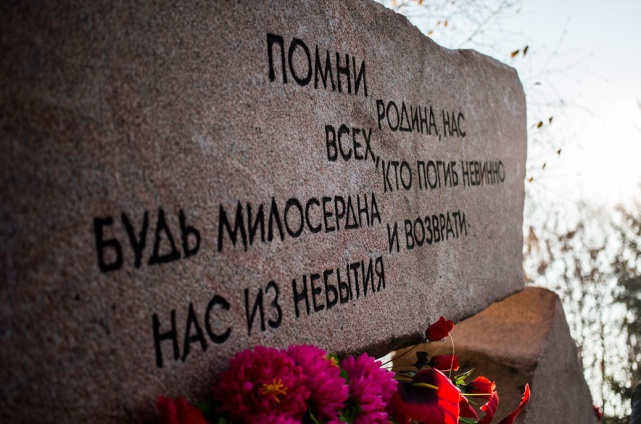 ПОМНИ
РОДИНА, НАС
ВСЕХ,
КТО ПОГИБ НЕВИННО
БУДЬ МИЛОСЕРДНА
И ВОЗВРАТИ
НАС ИЗ НЕБЫТИЯ